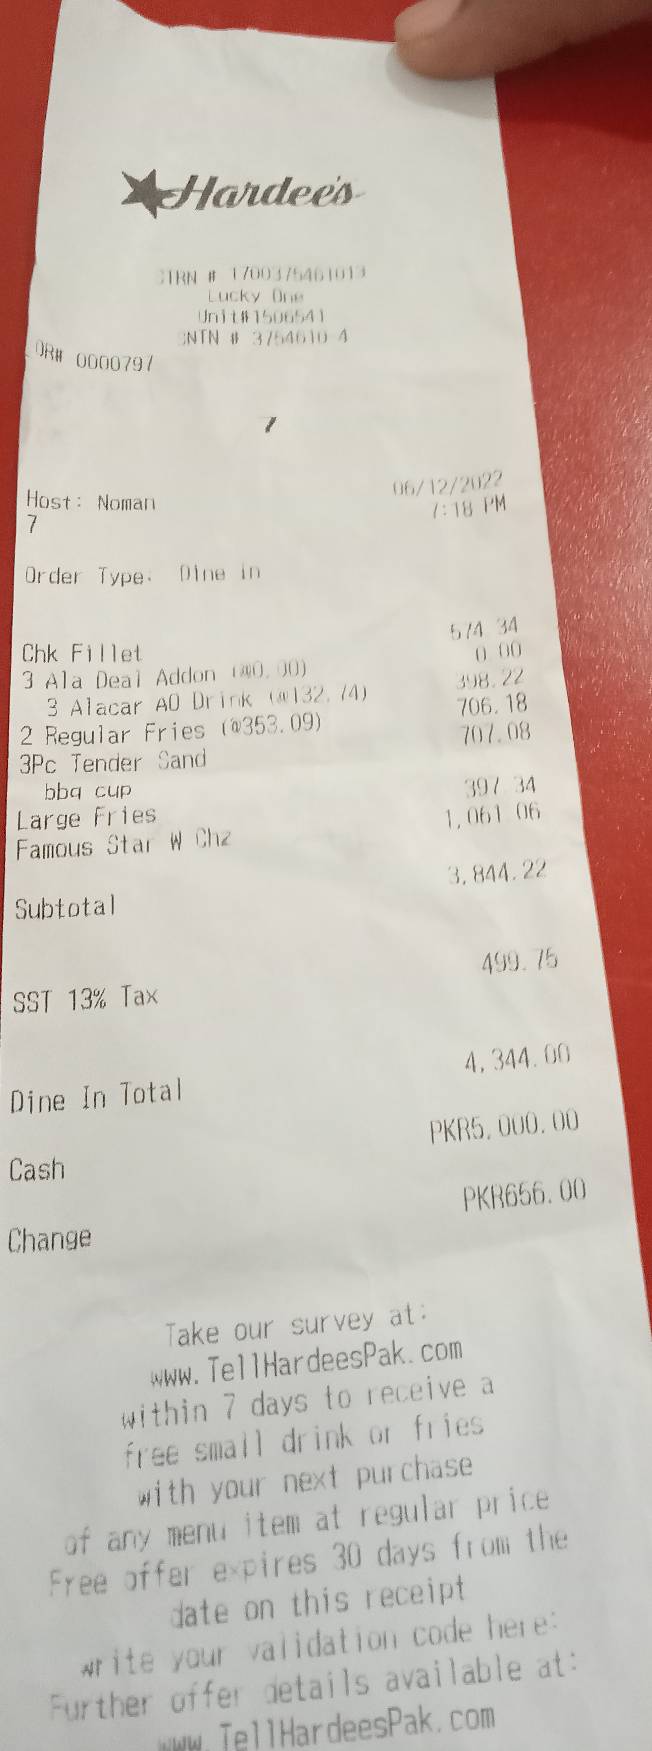 Hardee's
STRN # 1700375461013
Lucky One
Unit#1506541
SNTN # 3754610-4
OR# 0000797
7
06/12/2022
Host: Noman 7:18 PM
7
Order Type: Dine in
Chk Fillet 574.34
3 Ala Deal Addon (@0.00) 0.00
3 Alacar AO Drink (@132.74) 398.22
2 Regular Fries (@353.09) 706.18
3Pc Tender Sand 707.08
bbq cup
Large Fries 397.34
Famous Star W Chz 1,061.06
Subtotal 3,844.22
SST 13% Tax 499.75
Dine In Total 4,344.00
Cash PKR5,000.00
Change PKR656.00
Take our survey at:
www.TellHardeesPak.com
within 7 days to receive a
free small drink or fries
with your next purchase
of any menu item at regular price
Free offer expires 30 days from the
date on this receipt
write your validation code here:
Further offer details available at:
www.TellHardeesPak.com